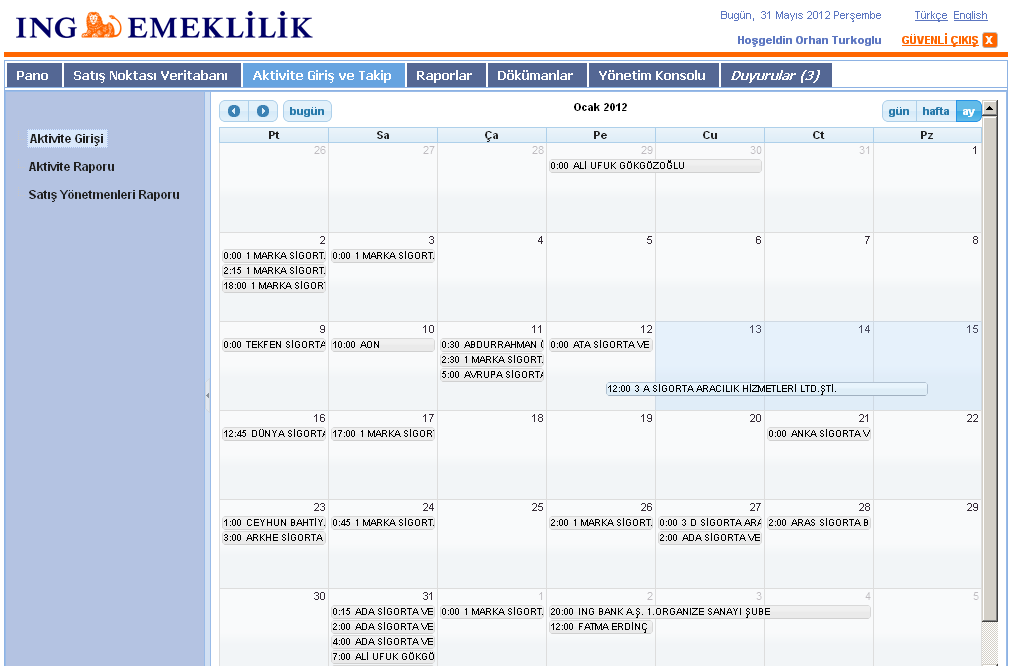 ING EMEKLİLİK
Bugün, 31 Mayıs 2012 Perşembe Türkçe English
Hoşgeldin Orhan Turkoglu GÜVENLİ ÇIKIŞ X
Pano Satış Noktası Veritabanı Aktivite Giriş ve Takip Raporlar Dökümanlar Yönetim Konsolu Duyurular (3)
Aktivite Girişi
Aktivite Raporu
Satış Yönetmenleri Raporu
bugün Ocak 2012 gün hafta ay
Pt Sa Ça Pe Cu Ct Pz
26 27 28 29 30 31 1
0:00 ALİ UFUK GÖKGÖZOĞLU
2 3 4 5 6 7 8
0:00 1 MARKA SİGORT. 0:00 1 MARKA SİGORT.
2:15 1 MARKA SİGORT.
18:00 1 MARKA SİGOR
9 10 11 12 13 14 15
0:00 TEKFEN SİGORTA 10:00 AON 0:30 ABDURRAHMAN ( 0:00 ATA SİGORTA VE
2:30 1 MARKA SİGORT.
5:00 AVRUPA SİGORTA
12:00 3 A SİGORTA ARACILIK HİZMETLERİ LTD.ŞTİ.
16 17 18 19 20 21 22
12:45 DÜNYA SİGORTA 17:00 1 MARKA SİGOR 0:00 ANKA SİGORTA V
23 24 25 26 27 28 29
1:00 CEYHUN BAHTİY. 0:45 1 MARKA SİGORT. 2:00 1 MARKA SİGORT. 0:00 3 D SİGORTA ARA 2:00 ARAS SİGORTA B
3:00 ARKHE SİGORTA 2:00 ADA SİGORTA VE
30 31 1 2 3 4 5
0:15 ADA SİGORTA VE 0:00 1 MARKA SİGORT. 20:00 ING BANK A.Ş. 1.ORGANIZE SANAYI ŞUBE
2:00 ADA SİGORTA VE 12:00 FATMA ERDİNÇ
4:00 ADA SİGORTA VE
7:00 ALİ UFUK GÖKGÖ